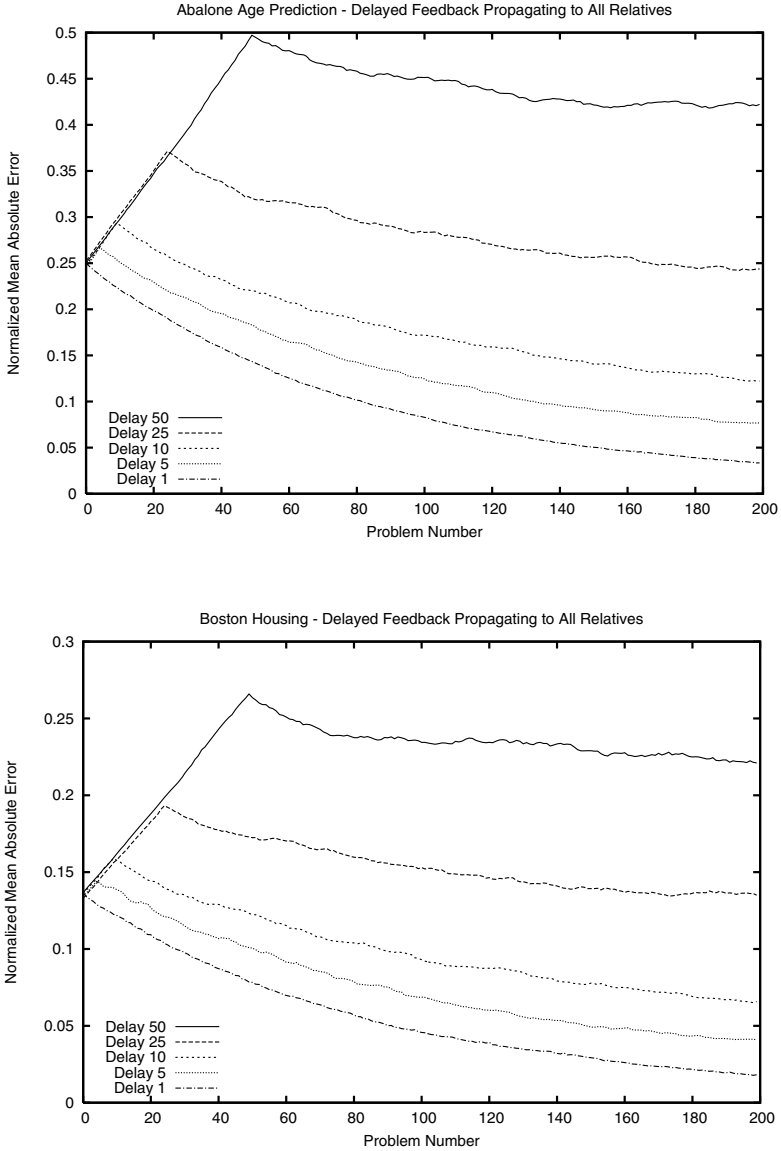 Abalone Age Prediction - Delayed Feedback Propagating to All Relatives
0.5
0.45
0.4
0.35
0.3
0.25
0.2
0.15
0.1
0.05
0
Normalized Mean Absolute Error
Delay 50
Delay 25
Delay 10
Delay 5
Delay 1
0 20 40 60 80 100 120 140 160 180 200
Problem Number
Boston Housing - Delayed Feedback Propagating to All Relatives
0.3
0.25
0.2
0.15
0.1
0.05
0
Normalized Mean Absolute Error
Delay 50
Delay 25
Delay 10
Delay 5
Delay 1
0 20 40 60 80 100 120 140 160 180 200
Problem Number